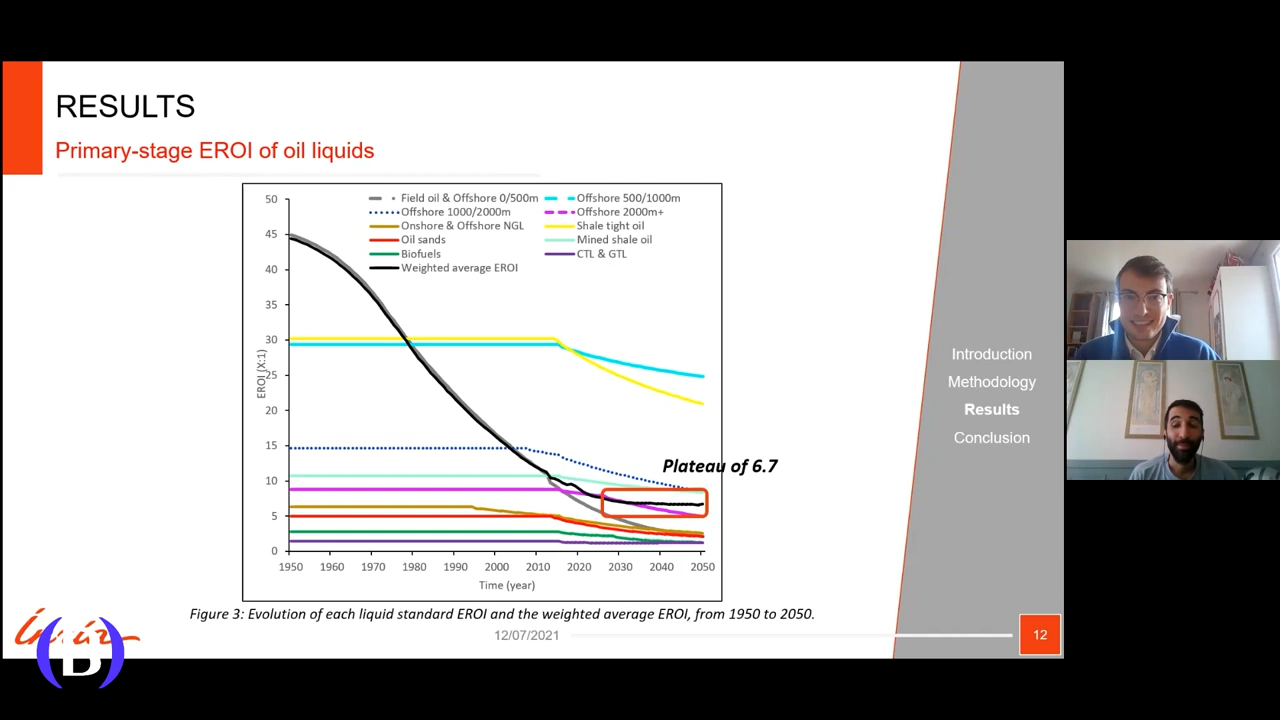 RESULTS
Primary-stage EROI of oil liquids
Field oil & Offshore 0/500m
Offshore 500/1000m
Offshore 1000/2000m
Offshore 2000m+
Onshore & Offshore NGL
Shale tight oil
Oil sands
Mined shale oil
Biofuels
CTL & GTL
Weighted average EROI
50
45
40
35
30
25
20
15
10
5
0
EROI (X:1)
Plateau of 6.7
1950 1960 1970 1980 1990 2000 2010 2020 2030 2040 2050
Time (year)
Figure 3: Evolution of each liquid standard EROI and the weighted average EROI, from 1950 to 2050.
12/07/2021
12
Introduction
Methodology
Results
Conclusion
Inria
(B)